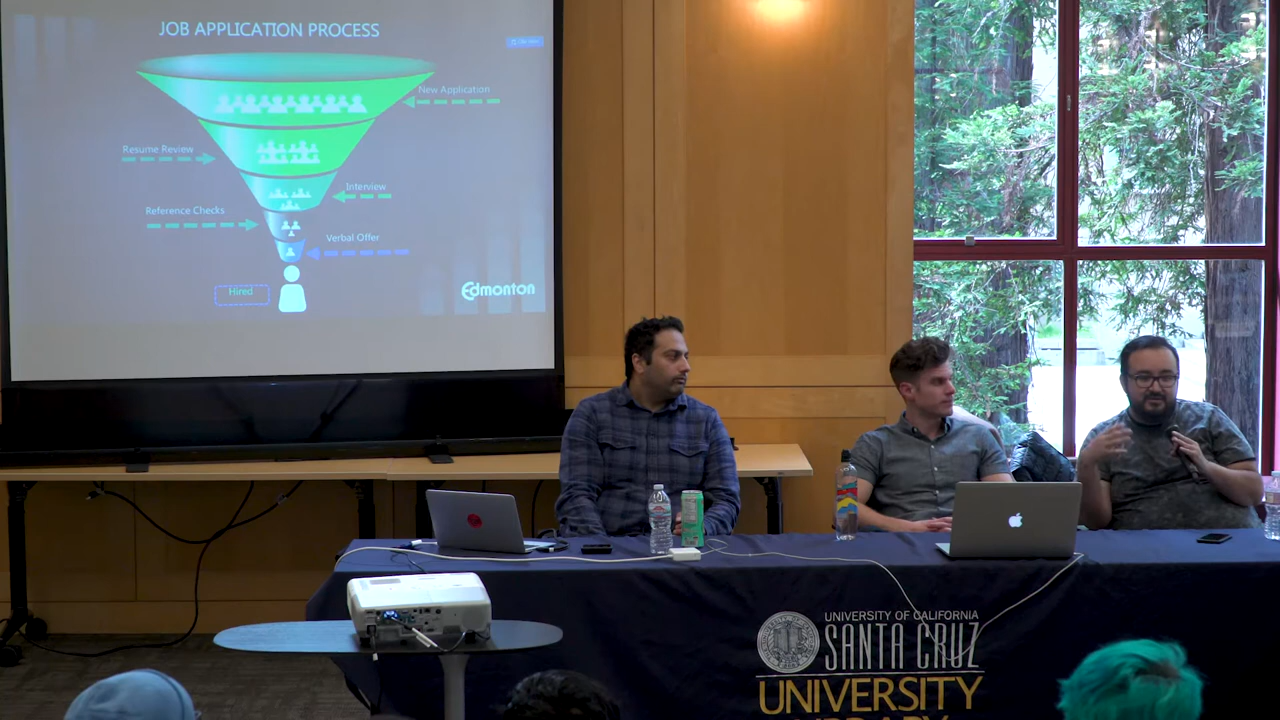 JOB APPLICATION PROCESS
New Application
Resume Review
Interview
Reference Checks
Verbal Offer
Hired
Edmonton
UNIVERSITY OF CALIFORNIA
SANTA CRUZ
UNIVERSITY
LIBRARY